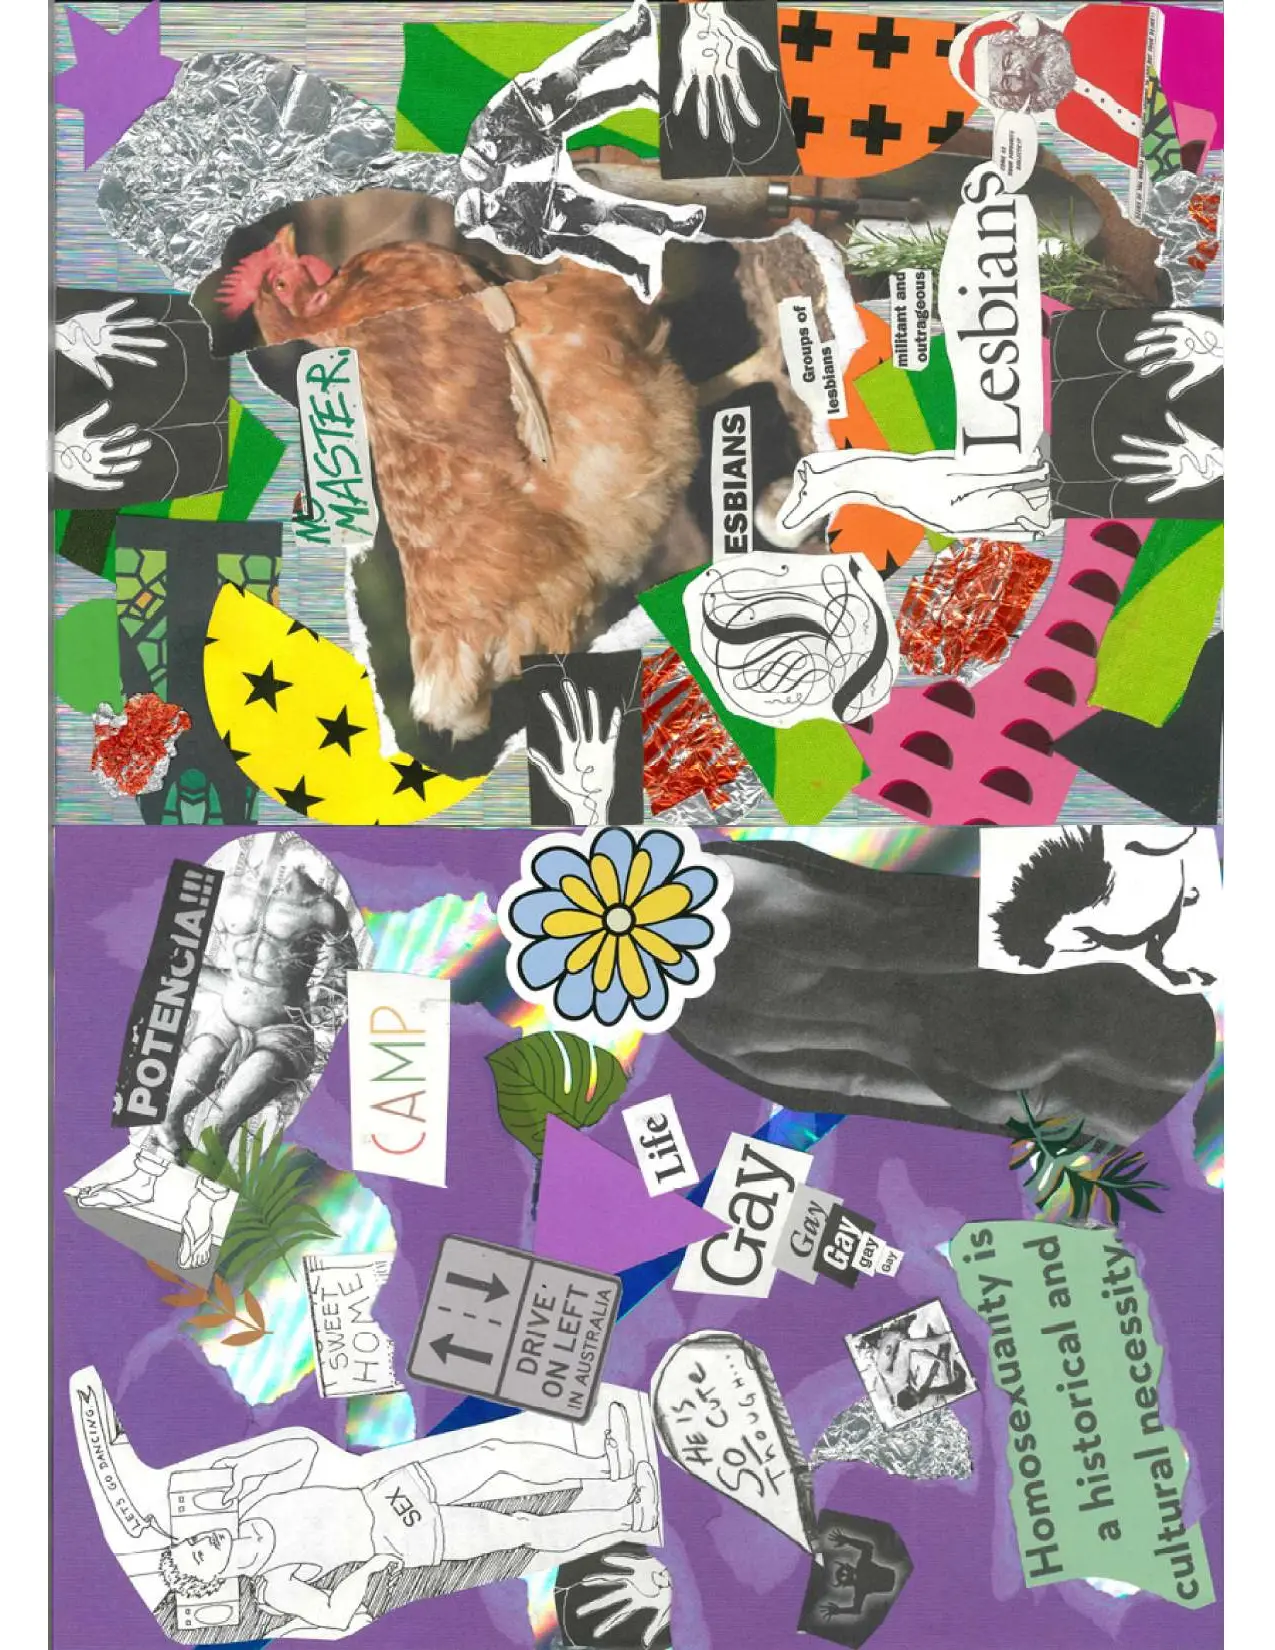 Lesbians
militant and
outrageous
Groups of
lesbians
ESBIANS
NO
MASTER.
POTENCIA!!!
CAMP
Life
Gay
Gay
Gay
gay
Gay
SWEET
HOME
DRIVE
ON LEFT
IN AUSTRALIA
HE IS
SO CUTE
THOUGH...
Homosexuality is
a historical and
cultural necessity.
LET'S GO DANCING
SEX